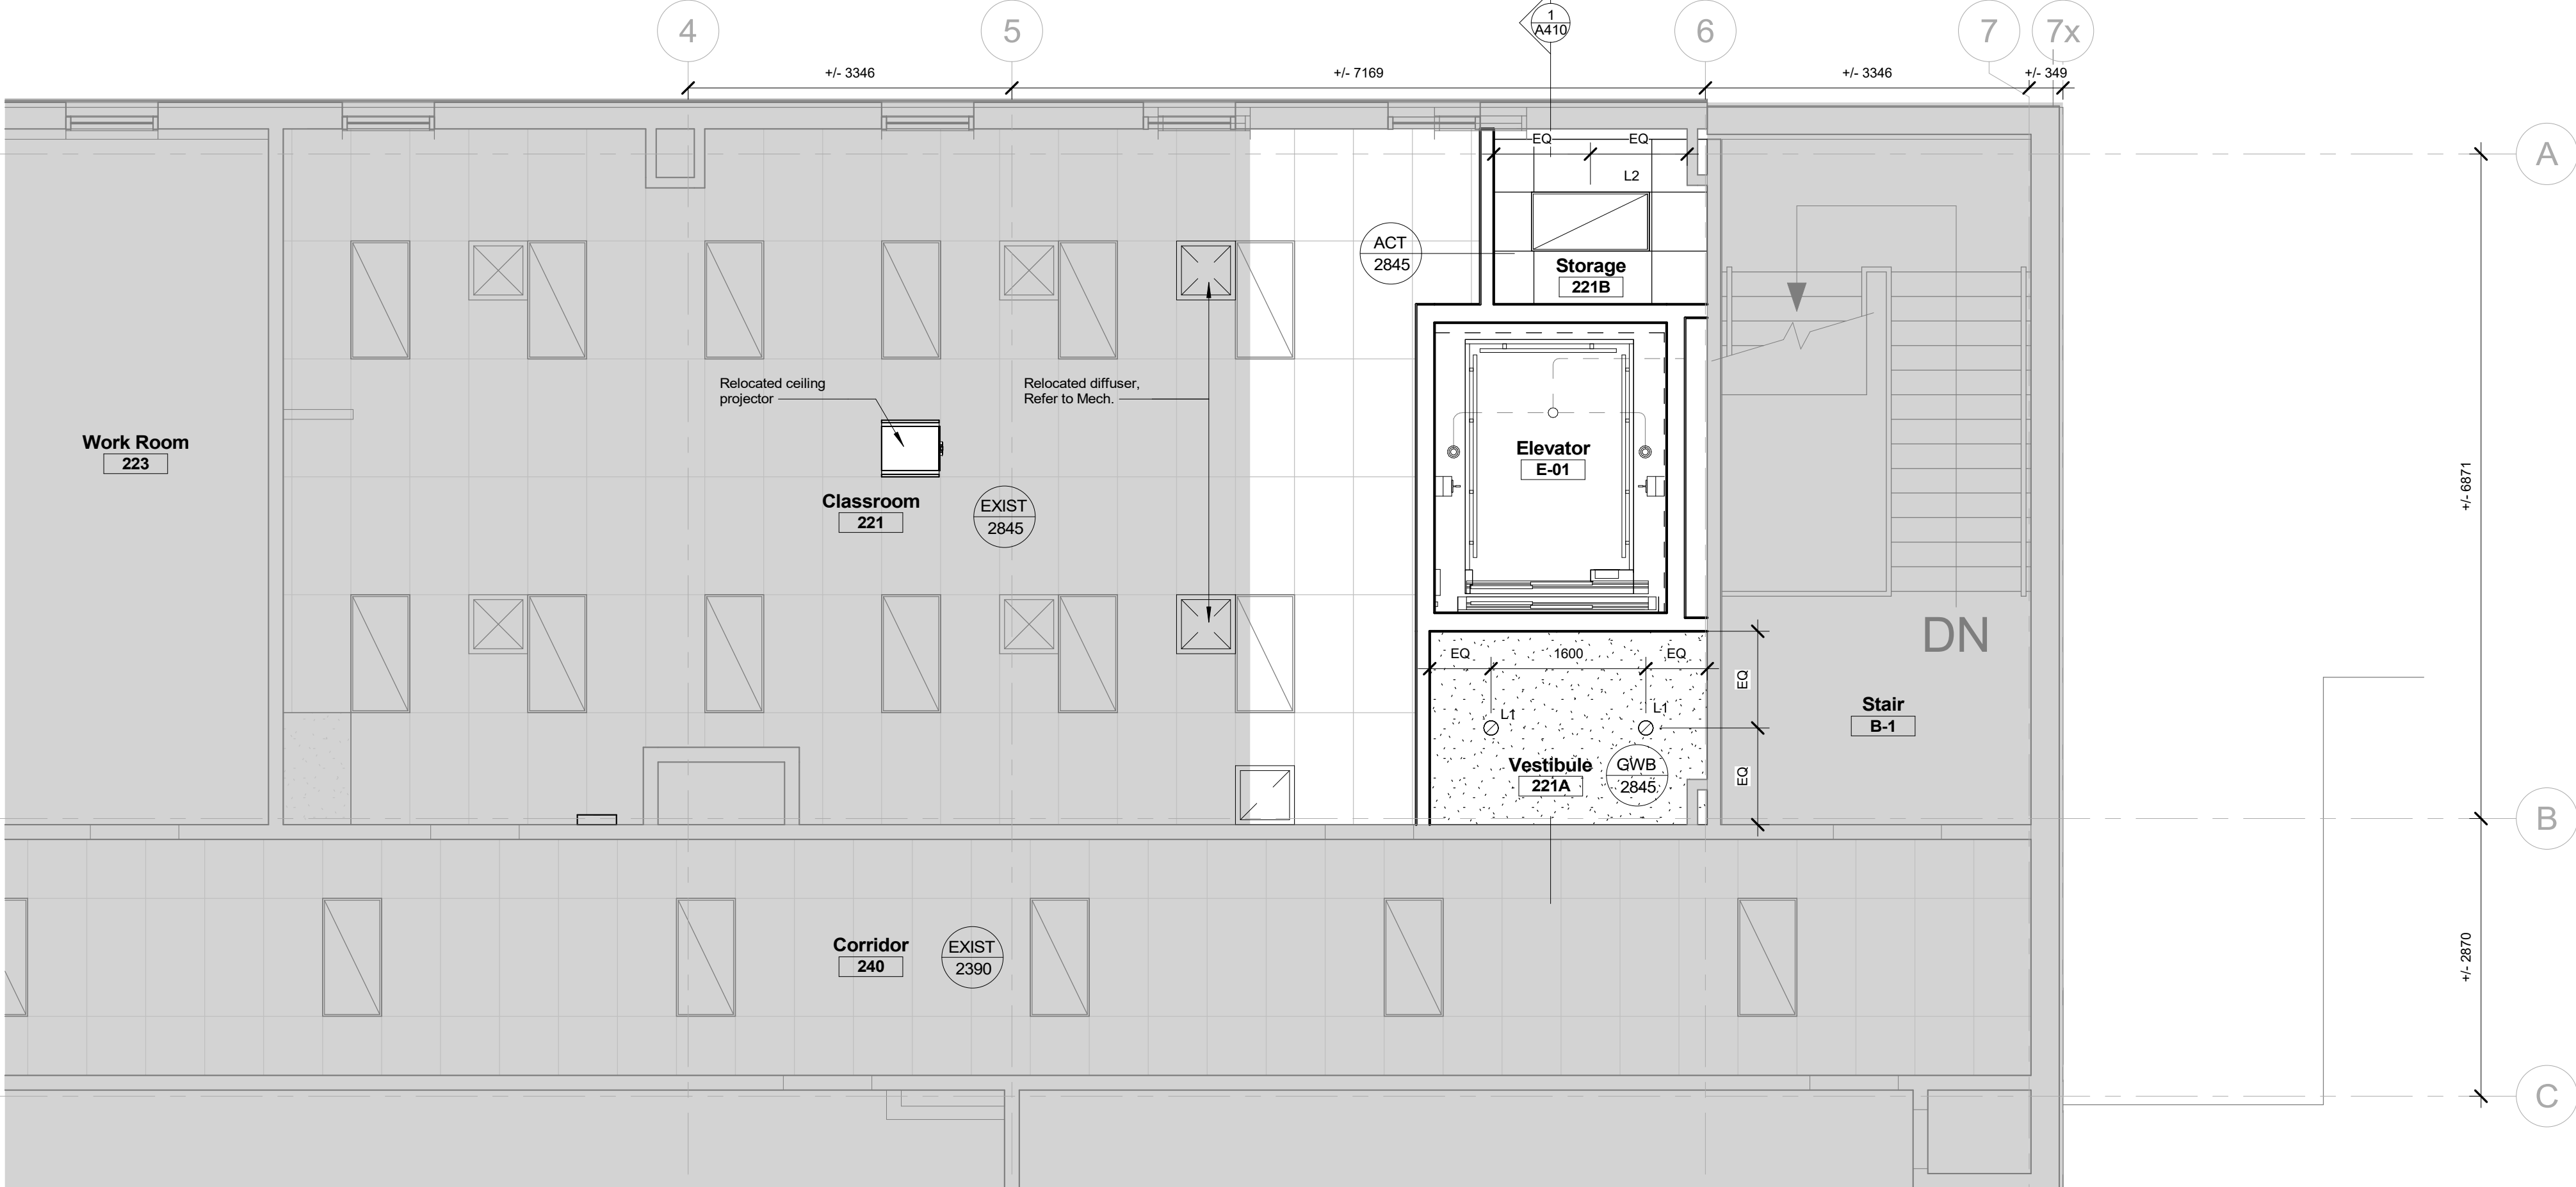 4
5
1
A410
6
7
7x
+/- 3346
+/- 7169
+/- 3346
+/- 349
EQ
EQ
A
L2
ACT
2845
Storage
221B
Relocated ceiling
projector
Relocated diffuser,
Refer to Mech.
Work Room
223
Elevator
E-01
+/- 6871
Classroom
221
EXIST
2845
DN
EQ
1600
EQ
EQ
L1
L1
Stair
B-1
Vestibule
221A
GWB
2845
EQ
B
Corridor
240
EXIST
2390
+/- 2870
C